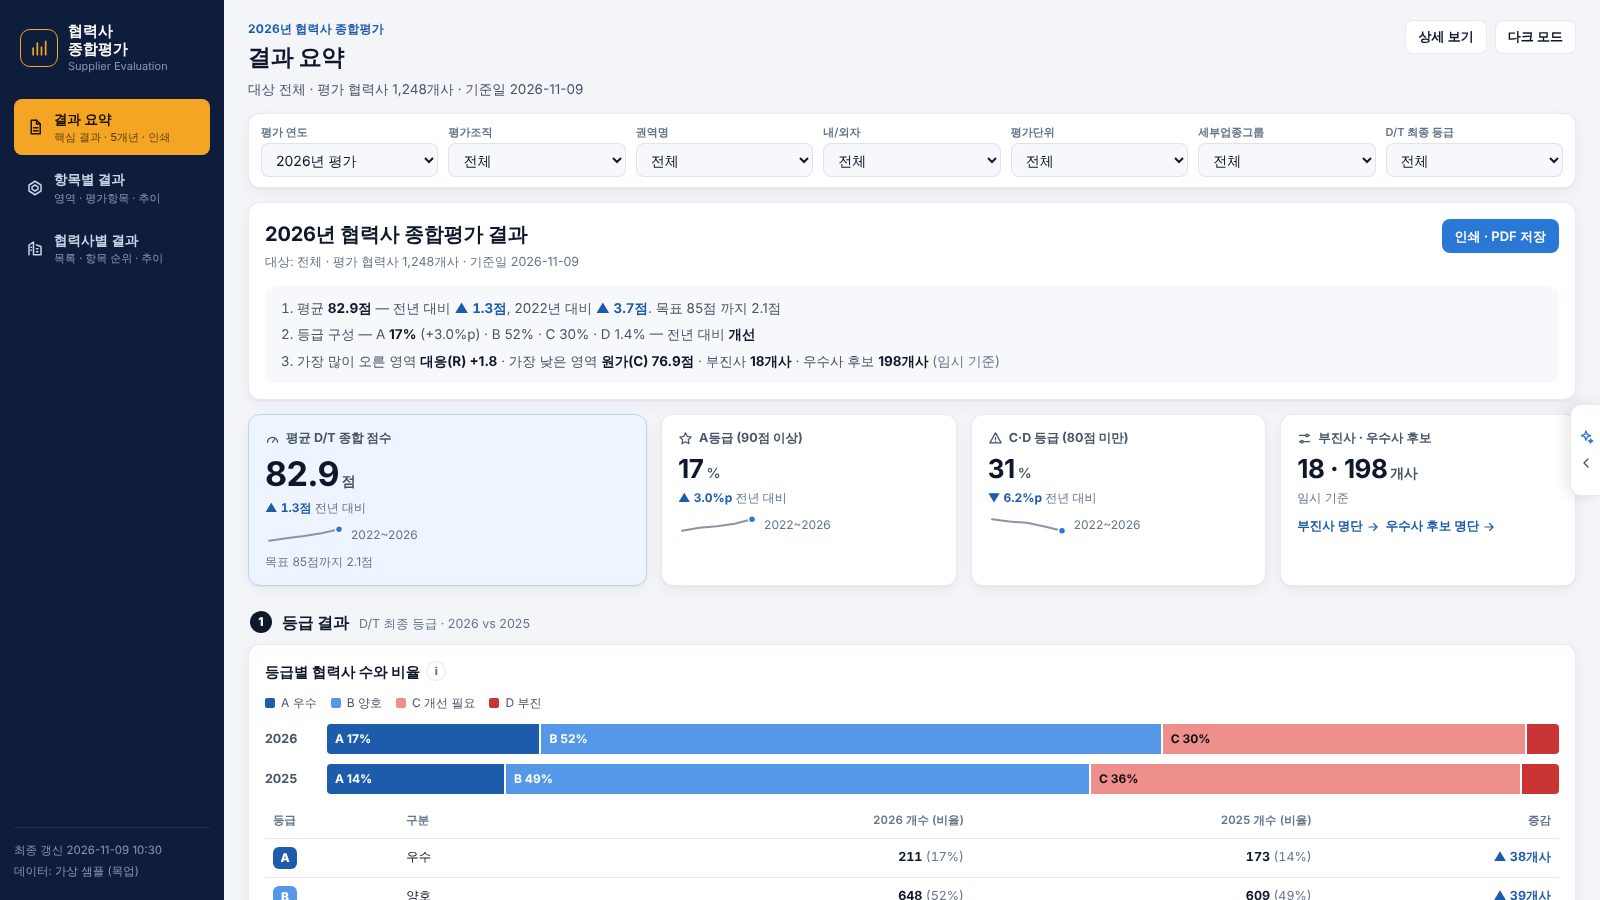 협력사
종합평가
Supplier Evaluation
결과 요약
핵심 결과 · 5개년 · 인쇄
항목별 결과
영역 · 평가항목 · 추이
협력사별 결과
목록 · 항목 순위 · 추이
최종 갱신 2026-11-09 10:30
데이터: 가상 샘플 (목업)
2026년 협력사 종합평가
결과 요약
대상 전체 · 평가 협력사 1,248개사 · 기준일 2026-11-09
상세 보기 다크 모드
평가 연도 평가조직 권역명 내/외자 평가단위 세부업종그룹 D/T 최종 등급
2026년 평가 전체 전체 전체 전체 전체 전체
2026년 협력사 종합평가 결과
인쇄 · PDF 저장
대상: 전체 · 평가 협력사 1,248개사 · 기준일 2026-11-09
1. 평균 82.9점 — 전년 대비 ▲ 1.3점, 2022년 대비 ▲ 3.7점. 목표 85점 까지 2.1점
2. 등급 구성 — A 17% (+3.0%p) · B 52% · C 30% · D 1.4% — 전년 대비 개선
3. 가장 많이 오른 영역 대응(R) +1.8 · 가장 낮은 영역 원가(C) 76.9점 · 부진사 18개사 · 우수사 후보 198개사 (임시 기준)
평균 D/T 종합 점수
82.9점
▲ 1.3점 전년 대비
2022~2026
목표 85점까지 2.1점
A등급 (90점 이상)
17%
▲ 3.0%p 전년 대비
2022~2026
C·D 등급 (80점 미만)
31%
▼ 6.2%p 전년 대비
2022~2026
부진사 · 우수사 후보
18 · 198개사
임시 기준
부진사 명단 → 우수사 후보 명단 →
1 등급 결과 D/T 최종 등급 · 2026 vs 2025
등급별 협력사 수와 비율 i
A 우수 B 양호 C 개선 필요 D 부진
2026 A 17% B 52% C 30%
2025 A 14% B 49% C 36%
등급 구분 2026 개수 (비율) 2025 개수 (비율) 증감
A 우수 211 (17%) 173 (14%) ▲ 38개사
B 양호 648 (52%) 609 (49%) ▲ 39개사